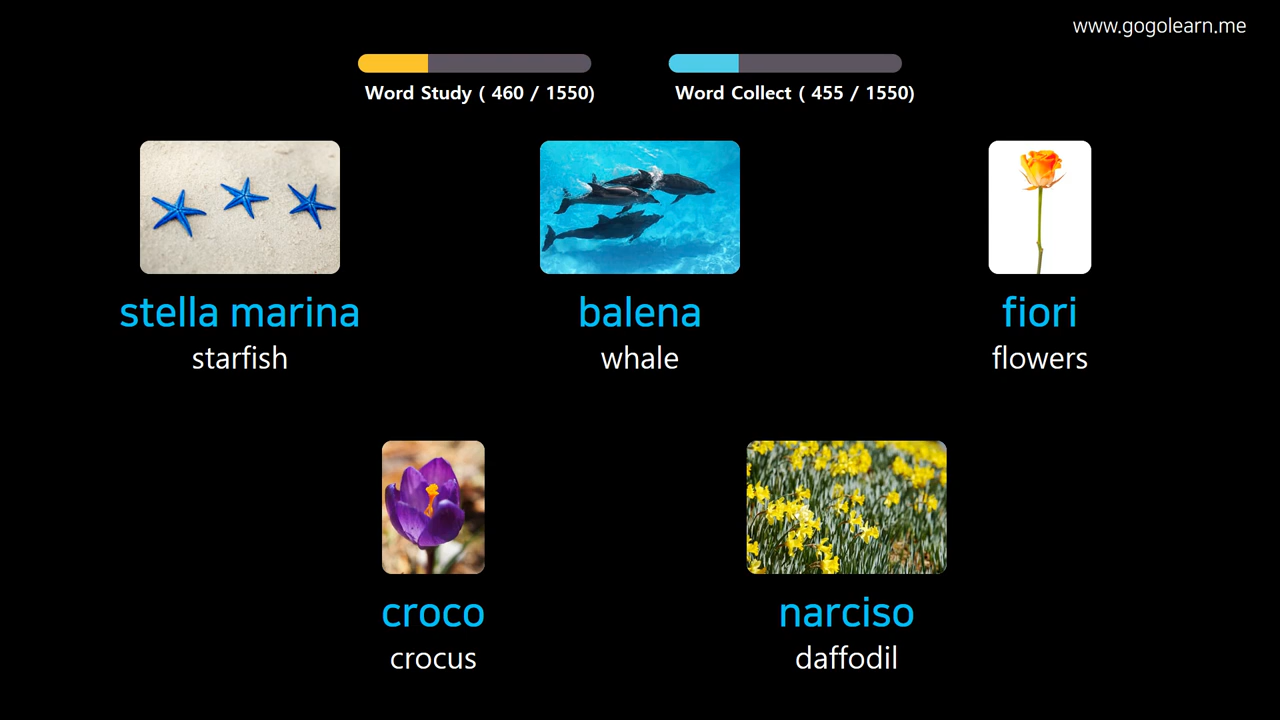 www.gogolearn.me
Word Study ( 460 / 1550)
Word Collect ( 455 / 1550)
stella marina
starfish
balena
whale
fiori
flowers
croco
crocus
narciso
daffodil